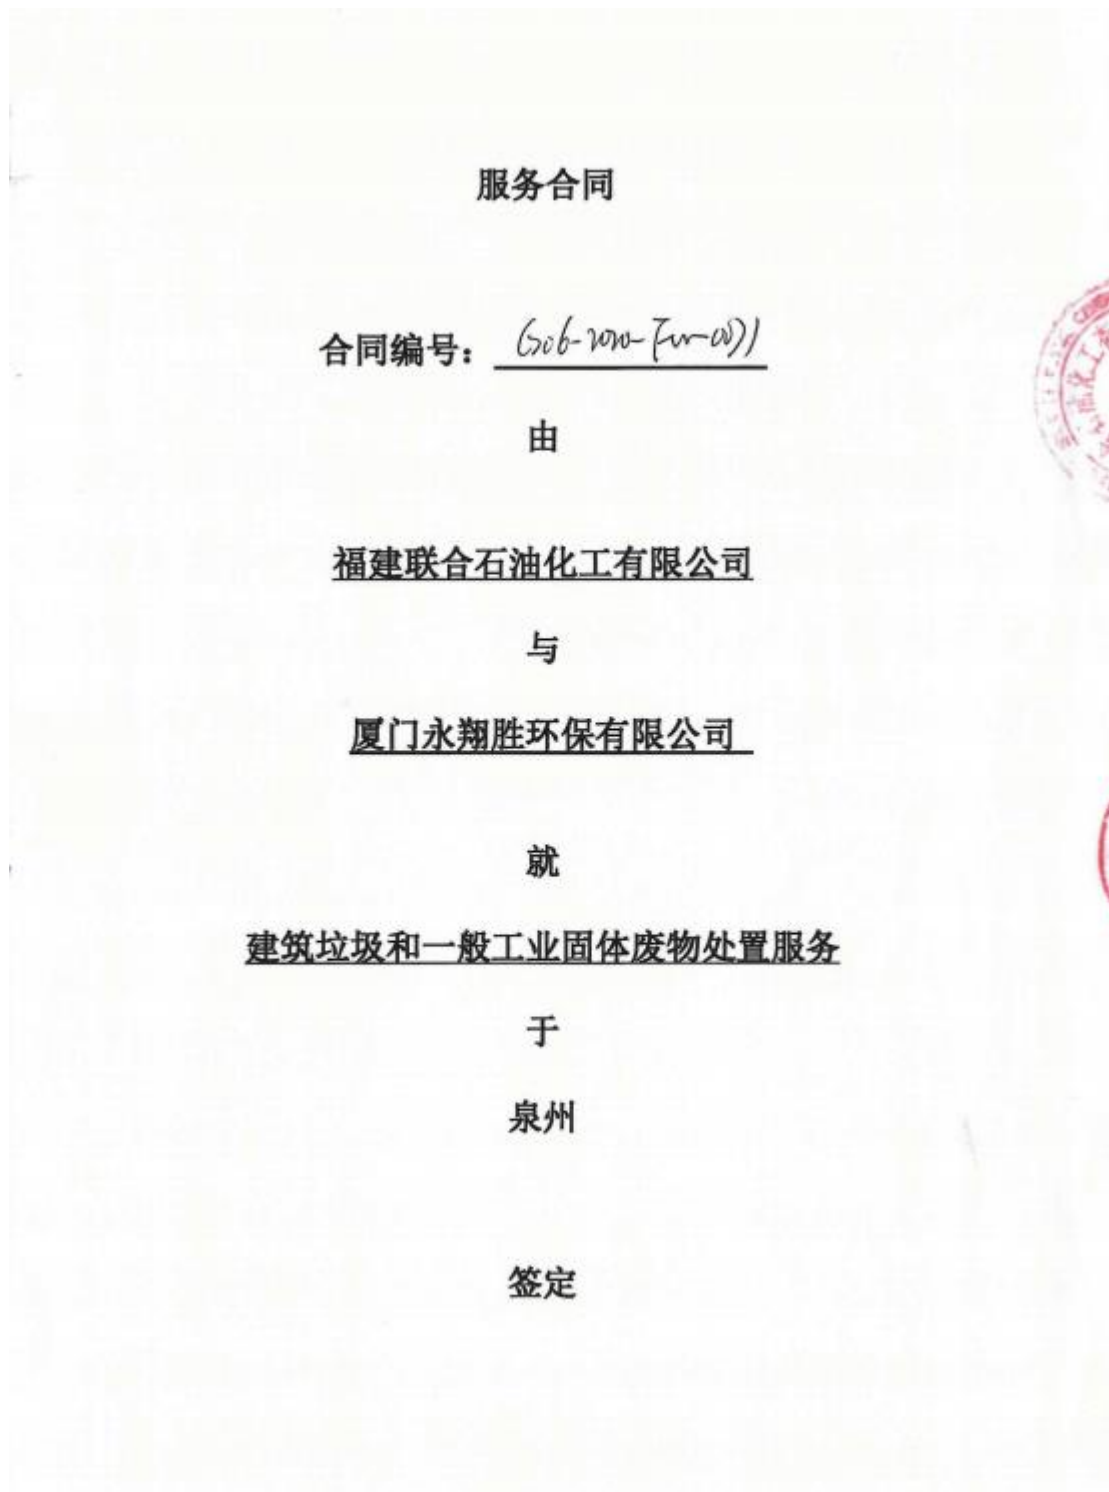 服务合同
合同编号：
由
福建联合石油化工有限公司
与
厦门永翔胜环保有限公司
就
建筑垃圾和一般工业固体废物处置服务
于
泉州
签定